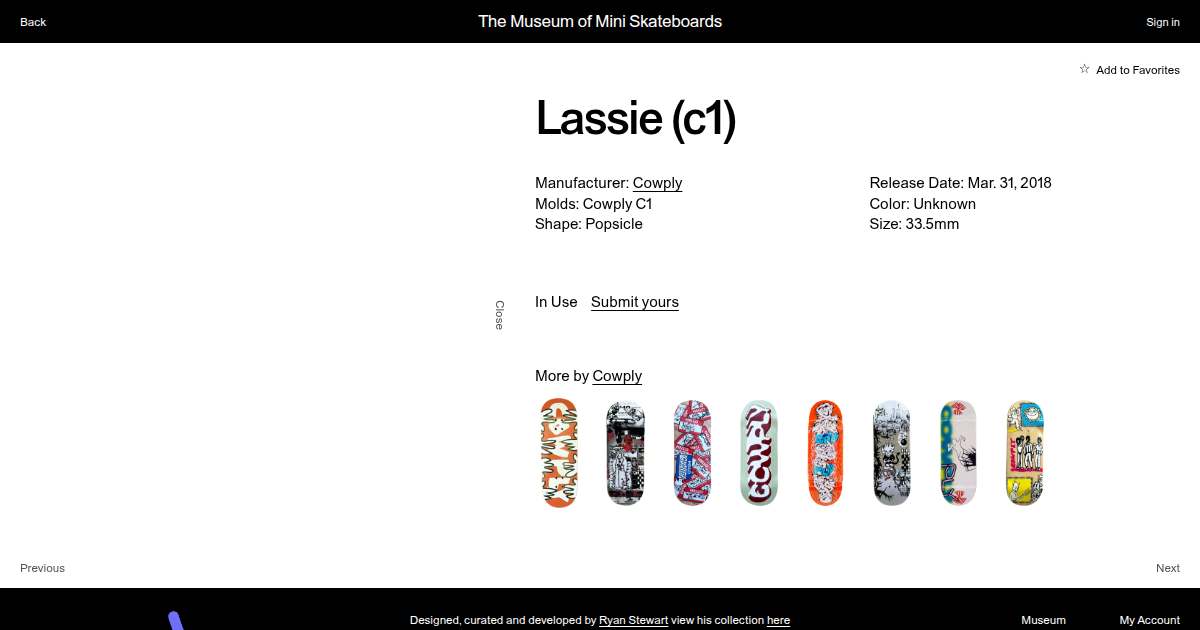 Back
The Museum of Mini Skateboards
Sign in
☆ Add to Favorites
Lassie (c1)
Manufacturer: Cowply
Molds: Cowply C1
Shape: Popsicle
Release Date: Mar. 31, 2018
Color: Unknown
Size: 33.5mm
Close
In Use Submit yours
More by Cowply
Previous
Next
Designed, curated and developed by Ryan Stewart view his collection here
Museum
My Account